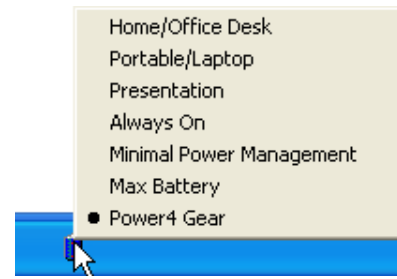 Home/Office Desk
Portable/Laptop
Presentation
Always On
Minimal Power Management
Max Battery
Power4 Gear